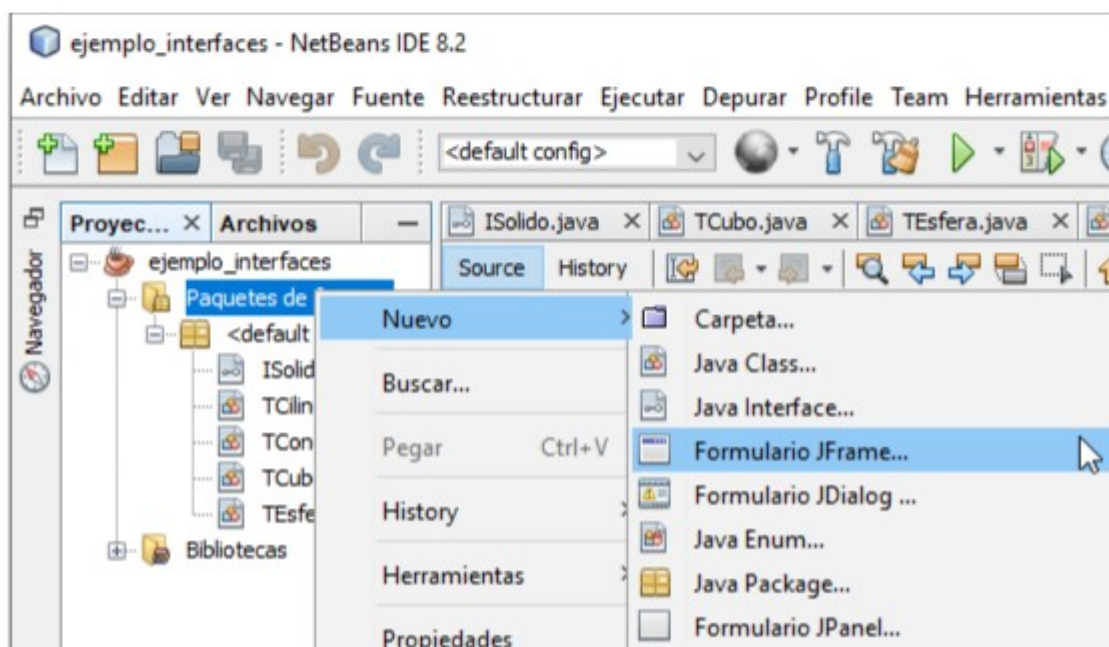 ejemplo_interfaces - NetBeans IDE 8.2
Archivo Editar Ver Navegar Fuente Reestructurar Ejecutar Depurar Profile Team Herramientas
<default config>
Proyec... Archivos
ISolido.java TCubo.java TEsfera.java
Navegador
ejemplo_interfaces
Source History
Paquetes de
<default
ISolid
TCilin
TCon
TCub
TEsfe
Bibliotecas
Nuevo
Buscar...
Pegar Ctrl+V
History
Herramientas
Propiedades
Carpeta...
Java Class...
Java Interface...
Formulario JFrame...
Formulario JDialog ...
Java Enum...
Java Package...
Formulario JPanel...